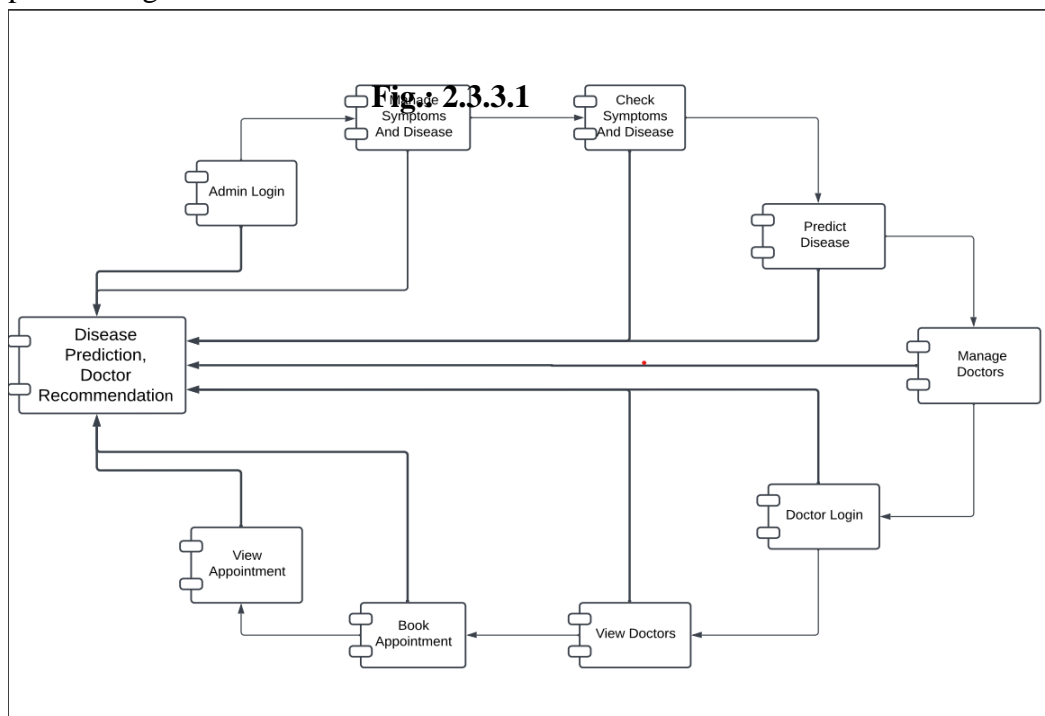 Fig.: 2.3.3.1
Manage
Symptoms
And Disease
Check
Symptoms
And Disease
Admin Login
Predict
Disease
Disease
Prediction,
Doctor
Recommendation
Manage
Doctors
Doctor Login
View
Appointment
Book
Appointment
View Doctors